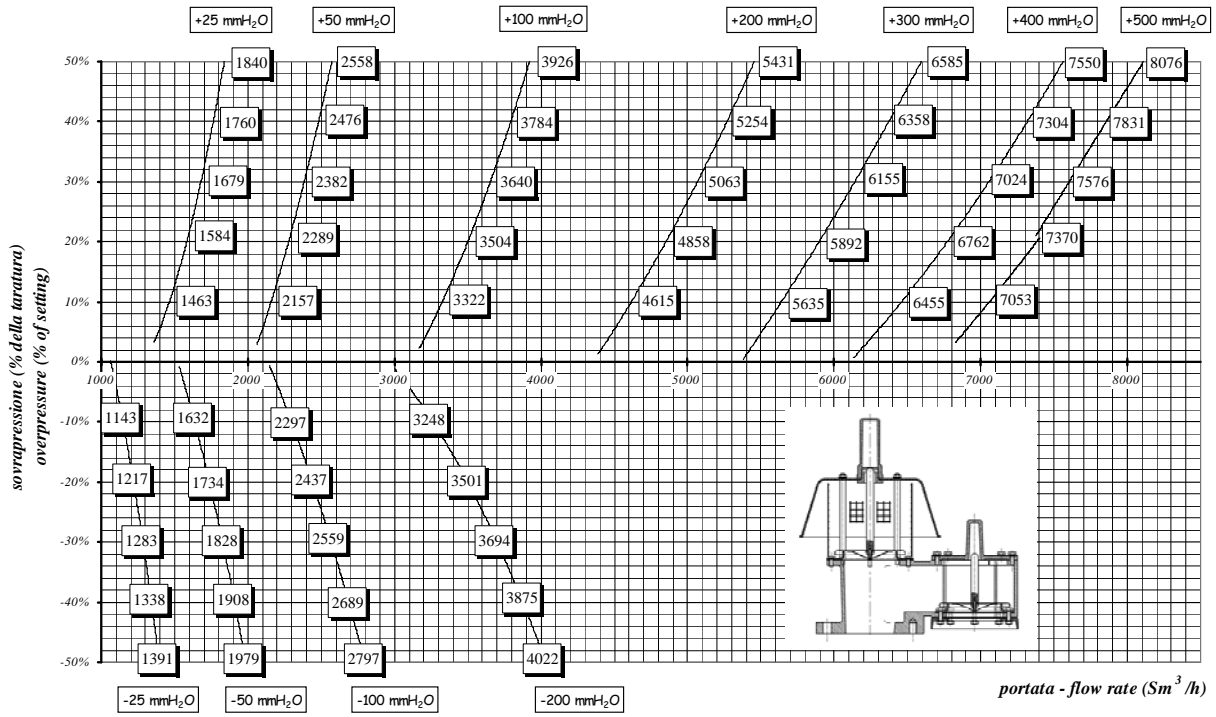 +25 mmH₂O +50 mmH₂O +100 mmH₂O +200 mmH₂O +300 mmH₂O +400 mmH₂O +500 mmH₂O
50% 1840 2558 3926 5431 6585 7550 8076
40% 1760 2476 3784 5254 6358 7304 7831
30% 1679 2382 3640 5063 6155 7024 7576
20% 1584 2289 3504 4858 5892 6762 7370
10% 1463 2157 3322 4615 5635 6455 7053
0%
1000 2000 3000 4000 5000 6000 7000 8000
-10% 1143 1632 2297 3248
-20% 1217 1734 2437 3501
-30% 1283 1828 2559 3694
-40% 1338 1908 2689 3875
-50% 1391 1979 2797 4022
-25 mmH₂O -50 mmH₂O -100 mmH₂O -200 mmH₂O
sovrapressione (% della taratura)
overpressure (% of setting)
portata - flow rate (Sm³/h)